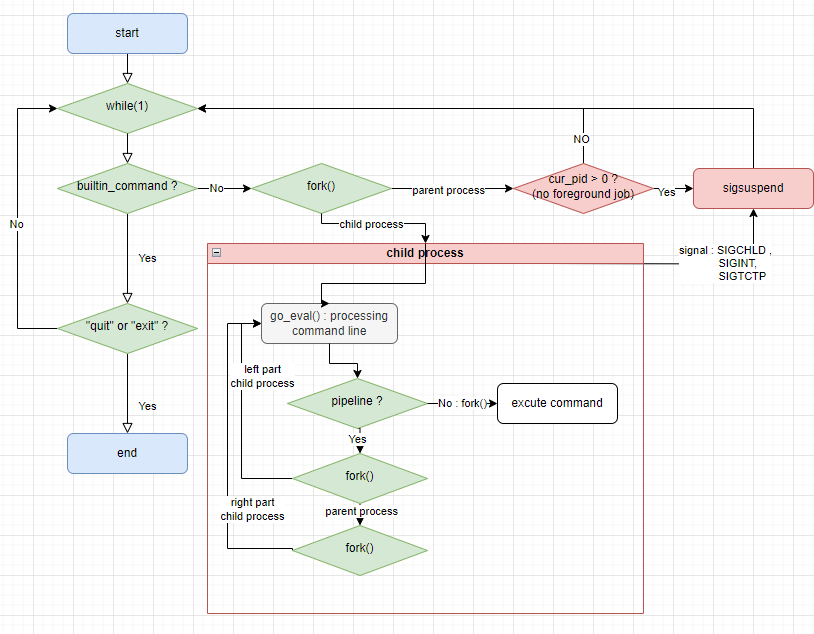 start
while(1)
builtin_command ?
No
fork()
parent process
cur_pid > 0 ?
(no foreground job)
NO
Yes
sigsuspend
child process
No
Yes
child process
signal : SIGCHLD ,
SIGINT,
SIGTCTP
"quit" or "exit" ?
go_eval() : processing
command line
left part
child process
pipeline ?
No : fork()
excute command
Yes
Yes
end
fork()
right part
child process
parent process
fork()